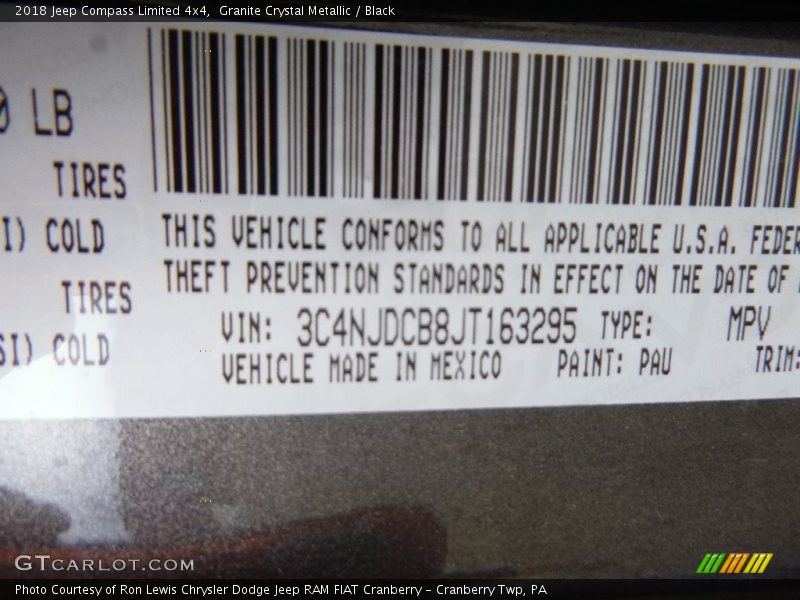 2018 Jeep Compass Limited 4x4,  Granite Crystal Metallic / Black
LB
TIRES
I) COLD
THIS VEHICLE CONFORMS TO ALL APPLICABLE U.S.A. FEDER
THEFT PREVENTION STANDARDS IN EFFECT ON THE DATE OF
TIRES
VIN: 3C4NJDCB8JT163295 TYPE: MPV
SI) COLD
VEHICLE MADE IN MEXICO PAINT: PAU TRIM:
GTCARLOT.COM
Photo Courtesy of Ron Lewis Chrysler Dodge Jeep RAM FIAT Cranberry – Cranberry Twp, PA